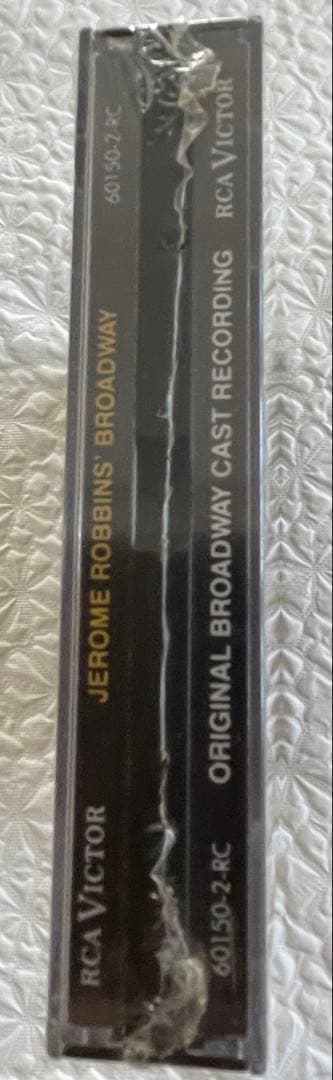 RCA VICTOR JEROME ROBBINS' BROADWAY 60150-2-RC
60150-2-RC ORIGINAL BROADWAY CAST RECORDING RCA VICTOR